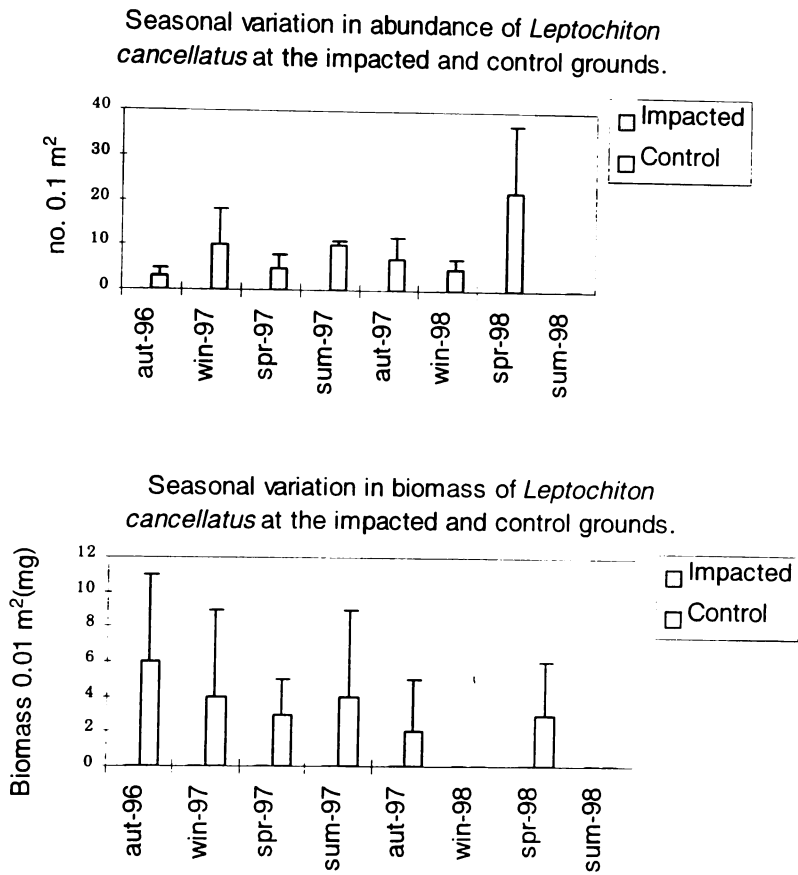 Seasonal variation in abundance of Leptochiton
cancellatus at the impacted and control grounds.
no. 0.1 m²
40
30
20
10
0
aut-96
win-97
spr-97
sum-97
aut-97
win-98
spr-98
sum-98
Impacted
Control
Seasonal variation in biomass of Leptochiton
cancellatus at the impacted and control grounds.
Biomass 0.01 m²(mg)
12
10
8
6
4
2
0
aut-96
win-97
spr-97
sum-97
aut-97
win-98
spr-98
sum-98
Impacted
Control